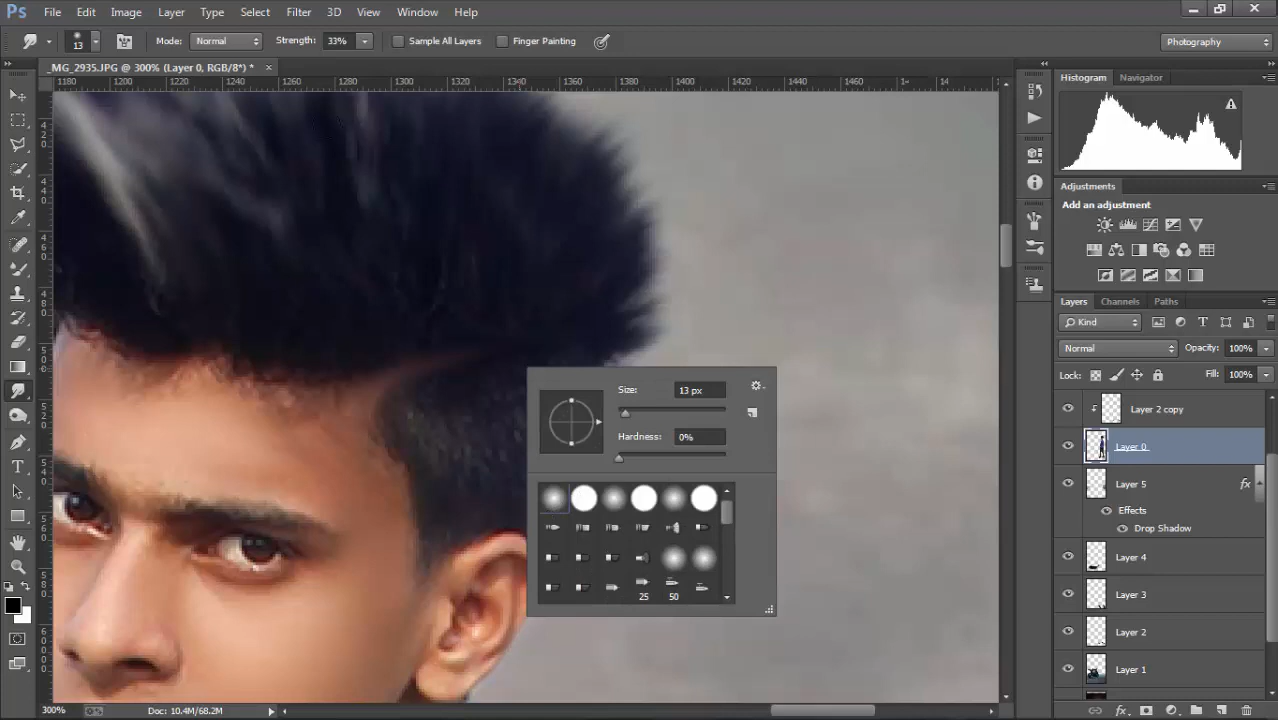 Ps File Edit Image Layer Type Select Filter 3D View Window Help
13 Mode: Normal Strength: 33% Sample All Layers Finger Painting Photography
_MG_2935.JPG @ 300% (Layer 0, RGB/8*) * ×
1180 1200 1220 1240 1260 1280 1300 1320 1340 1360 1380 1400 1420 1440 1460
Histogram Navigator
Adjustments
Add an adjustment
Layers Channels Paths
Kind
Normal Opacity: 100%
Lock: Fill: 100%
Layer 2 copy
Layer 0
Layer 5 fx
Effects
Drop Shadow
Layer 4
Layer 3
Layer 2
Layer 1
Size: 13 px
Hardness: 0%
25 50
300% Doc: 10.4M/68.2M